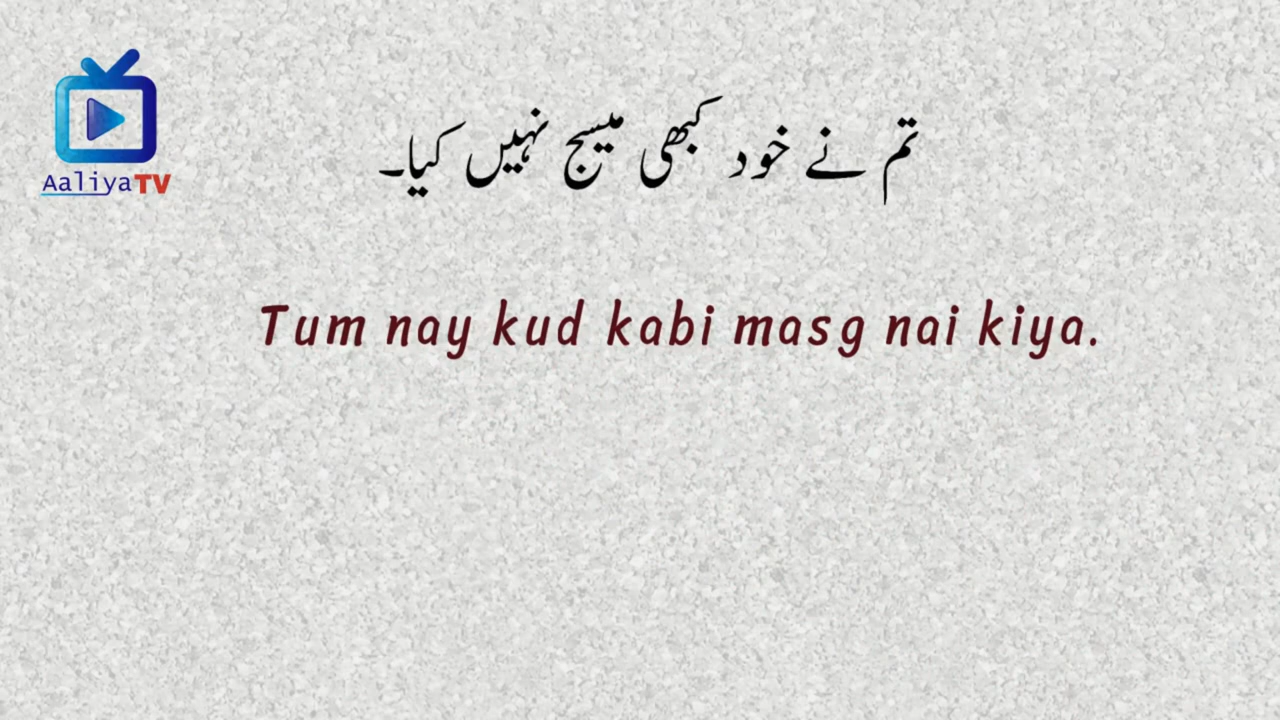 AaliyaTV
تم نے خود کبھی میسج نہیں کیا۔
Tum nay kud kabi masg nai kiya.